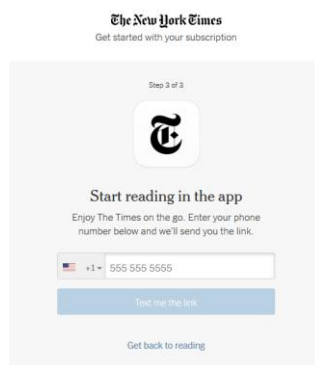 The New York Times
Get started with your subscription
Step 3 of 3
T
Start reading in the app
Enjoy The Times on the go. Enter your phone
number below and we'll send you the link.
+1 555 555 5555
Text me the link
Get back to reading